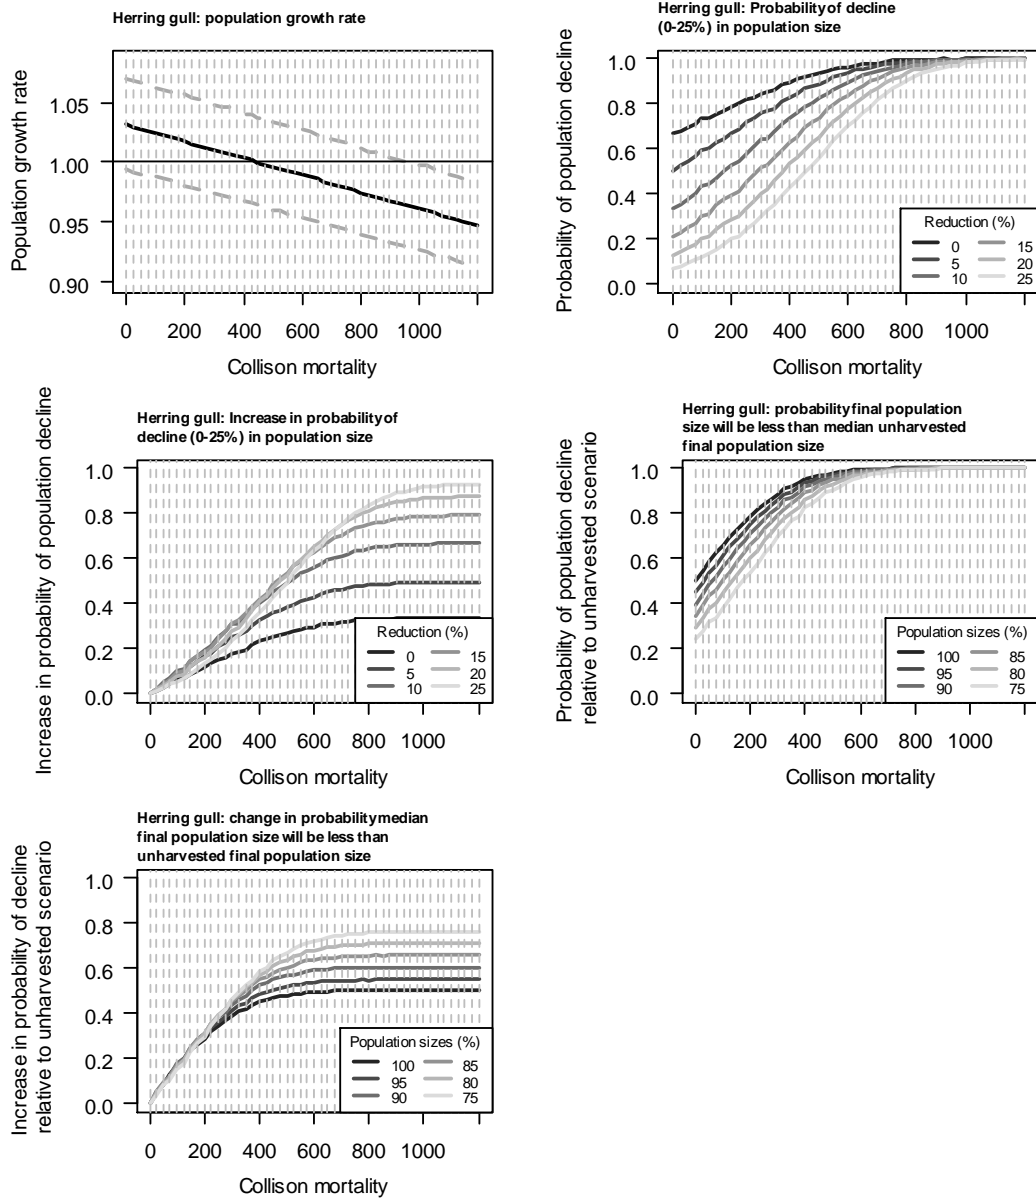 Herring gull: population growth rate
Population growth rate
1.05
1.00
0.95
0.90
0 200 400 600 800 1000
Collison mortality
Herring gull: Probability of decline
(0-25%) in population size
Probability of population decline
1.0
0.8
0.6
0.4
0.2
0.0
Reduction (%)
0 15
5 20
10 25
0 200 400 600 800 1000
Collison mortality
Herring gull: Increase in probability of
decline (0-25%) in population size
Increase in probability of population decline
1.0
0.8
0.6
0.4
0.2
0.0
Reduction (%)
0 15
5 20
10 25
0 200 400 600 800 1000
Collison mortality
Herring gull: probability final population
size will be less than median unharvested
final population size
Probability of population decline
relative to unharvested scenario
1.0
0.8
0.6
0.4
0.2
0.0
Population sizes (%)
100 85
95 80
90 75
0 200 400 600 800 1000
Collison mortality
Herring gull: change in probability median
final population size will be less than
unharvested final population size
Increase in probability of decline
relative to unharvested scenario
1.0
0.8
0.6
0.4
0.2
0.0
Population sizes (%)
100 85
95 80
90 75
0 200 400 600 800 1000
Collison mortality